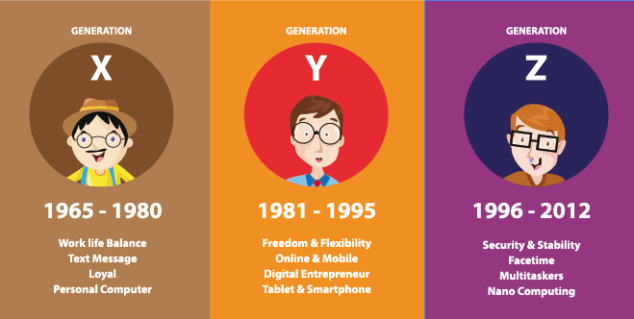 GENERATION
X
1965 - 1980
Work life Balance
Text Message
Loyal
Personal Computer
GENERATION
Y
1981 - 1995
Freedom & Flexibility
Online & Mobile
Digital Entrepreneur
Tablet & Smartphone
GENERATION
Z
1996 - 2012
Security & Stability
Facetime
Multitaskers
Nano Computing